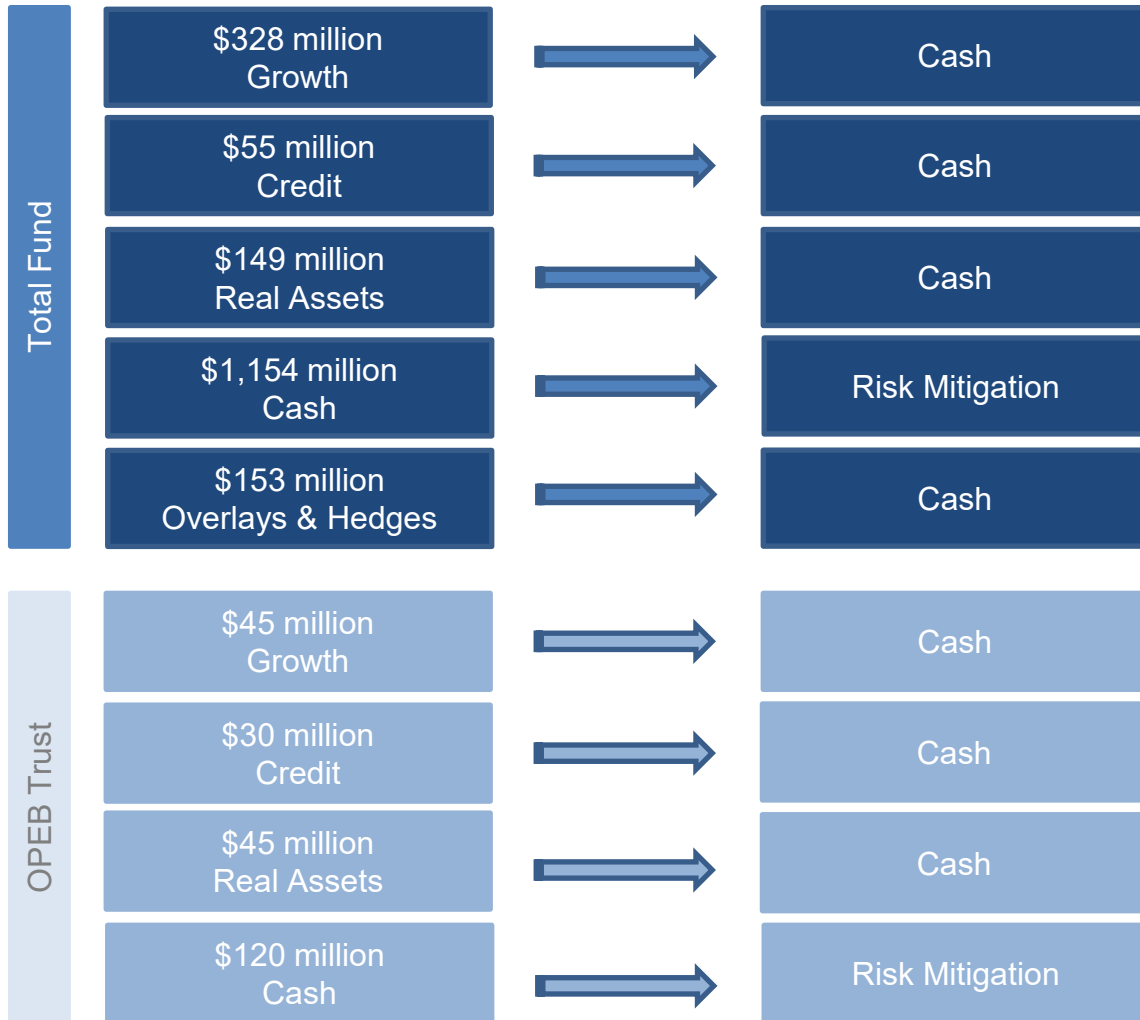 Total Fund
$328 million
Growth
Cash
$55 million
Credit
Cash
$149 million
Real Assets
Cash
$1,154 million
Cash
Risk Mitigation
$153 million
Overlays & Hedges
Cash
OPEB Trust
$45 million
Growth
Cash
$30 million
Credit
Cash
$45 million
Real Assets
Cash
$120 million
Cash
Risk Mitigation